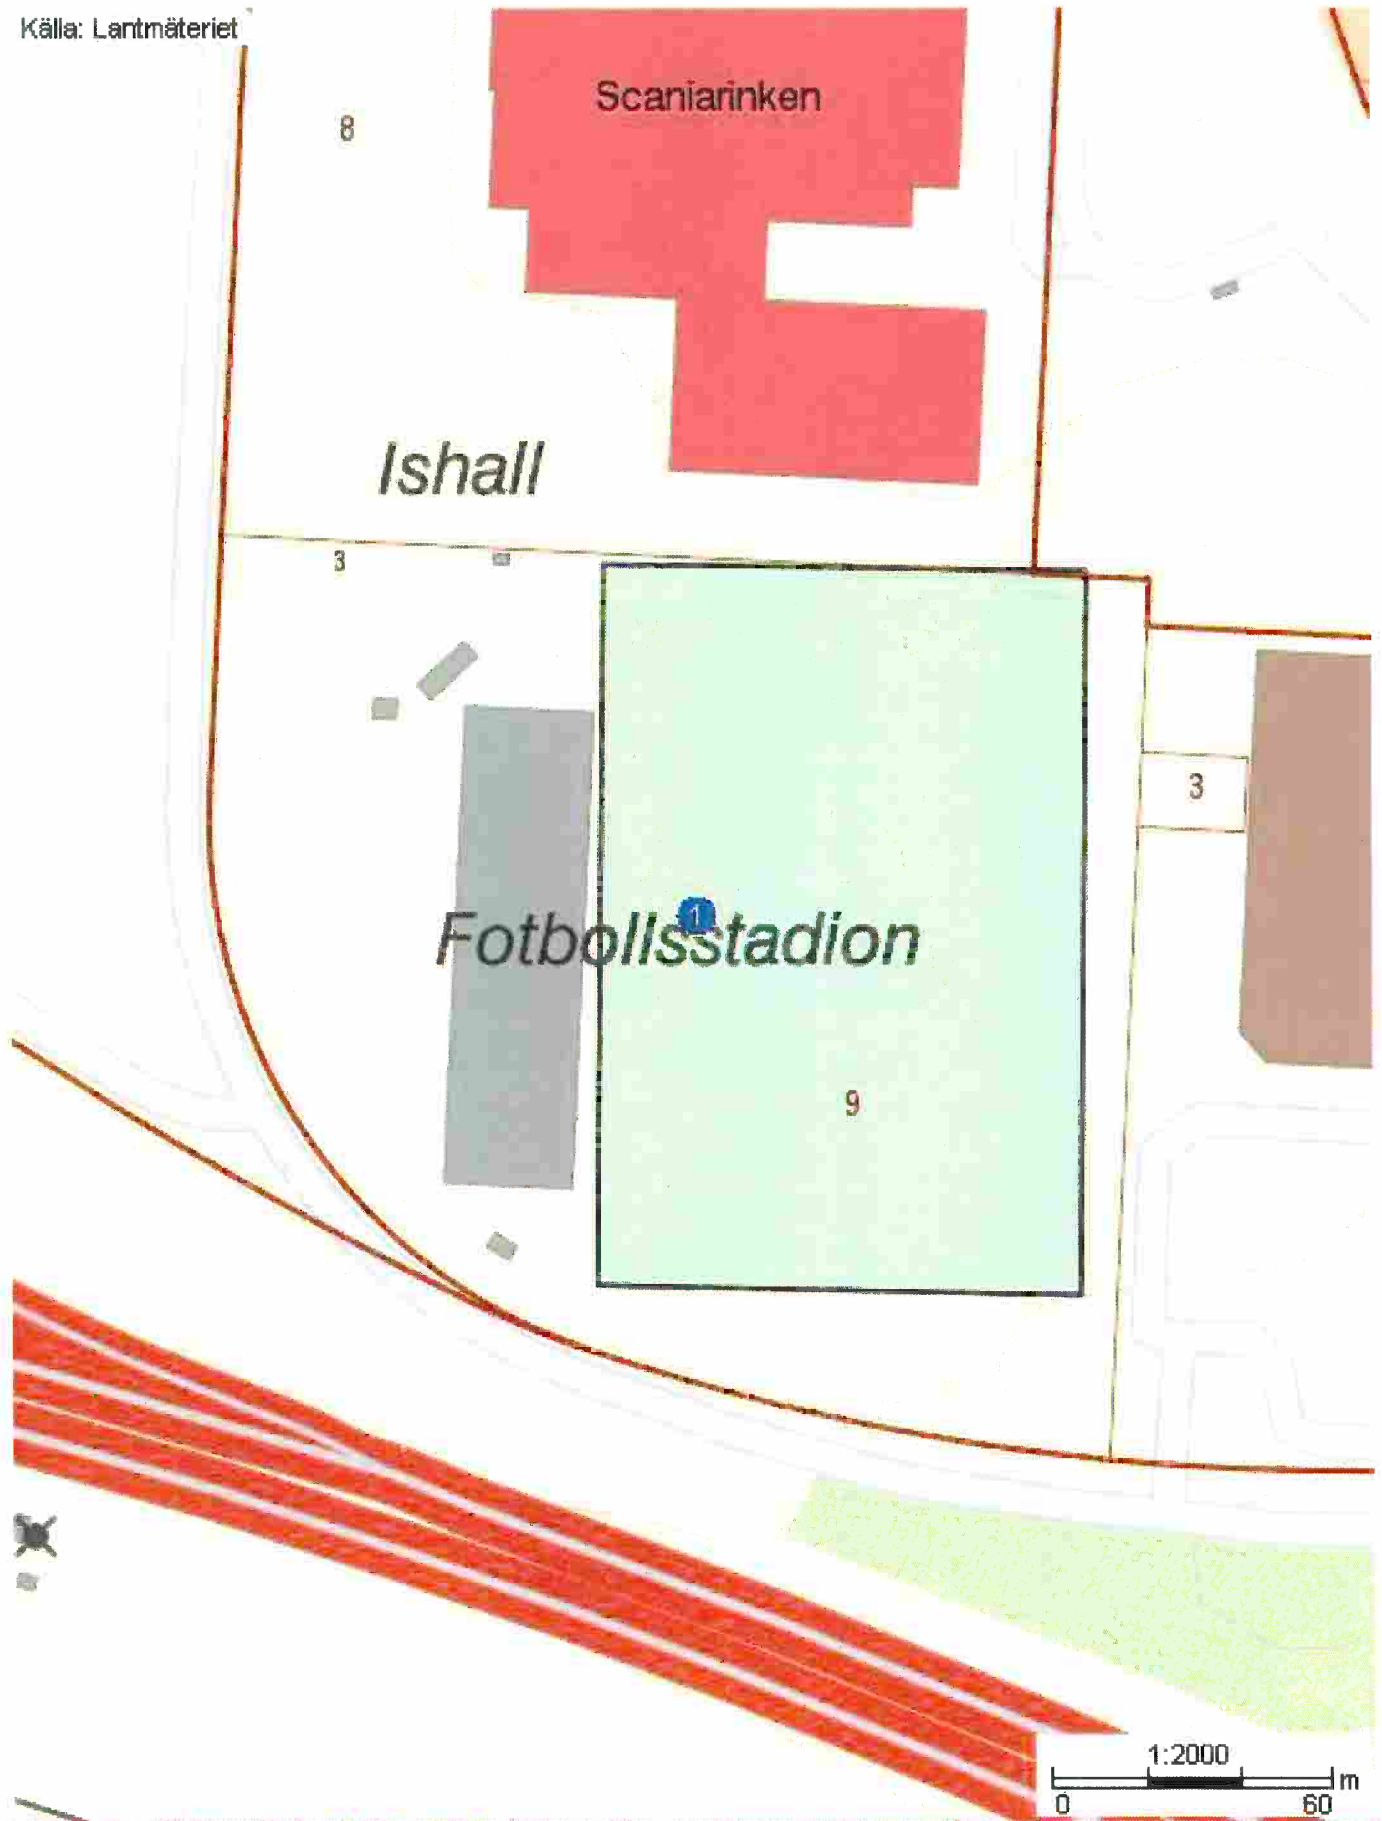 Källa: Lantmäteriet
Scaniarinken
8
Ishall
3
3
1
Fotbollsstadion
9
1:2000
m
0 60